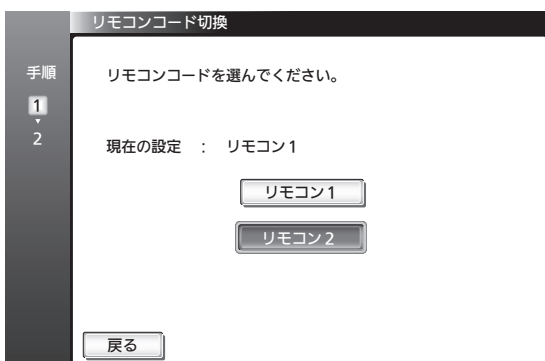 リモコンコード切換
手順
1
2
リモコンコードを選んでください。
現在の設定 : リモコン1
リモコン1
リモコン2
戻る